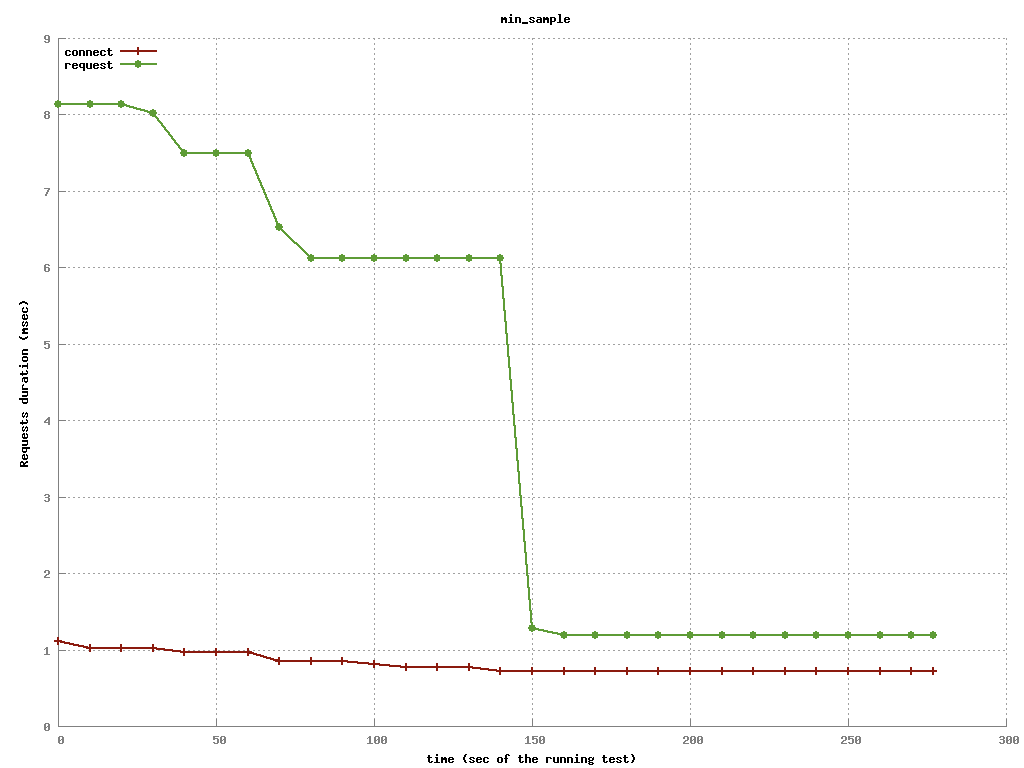 min_sample
9
connect
request
8
7
6
5
4
3
2
1
0
Requests duration (msec)
0 50 100 150 200 250 300
time (sec of the running test)